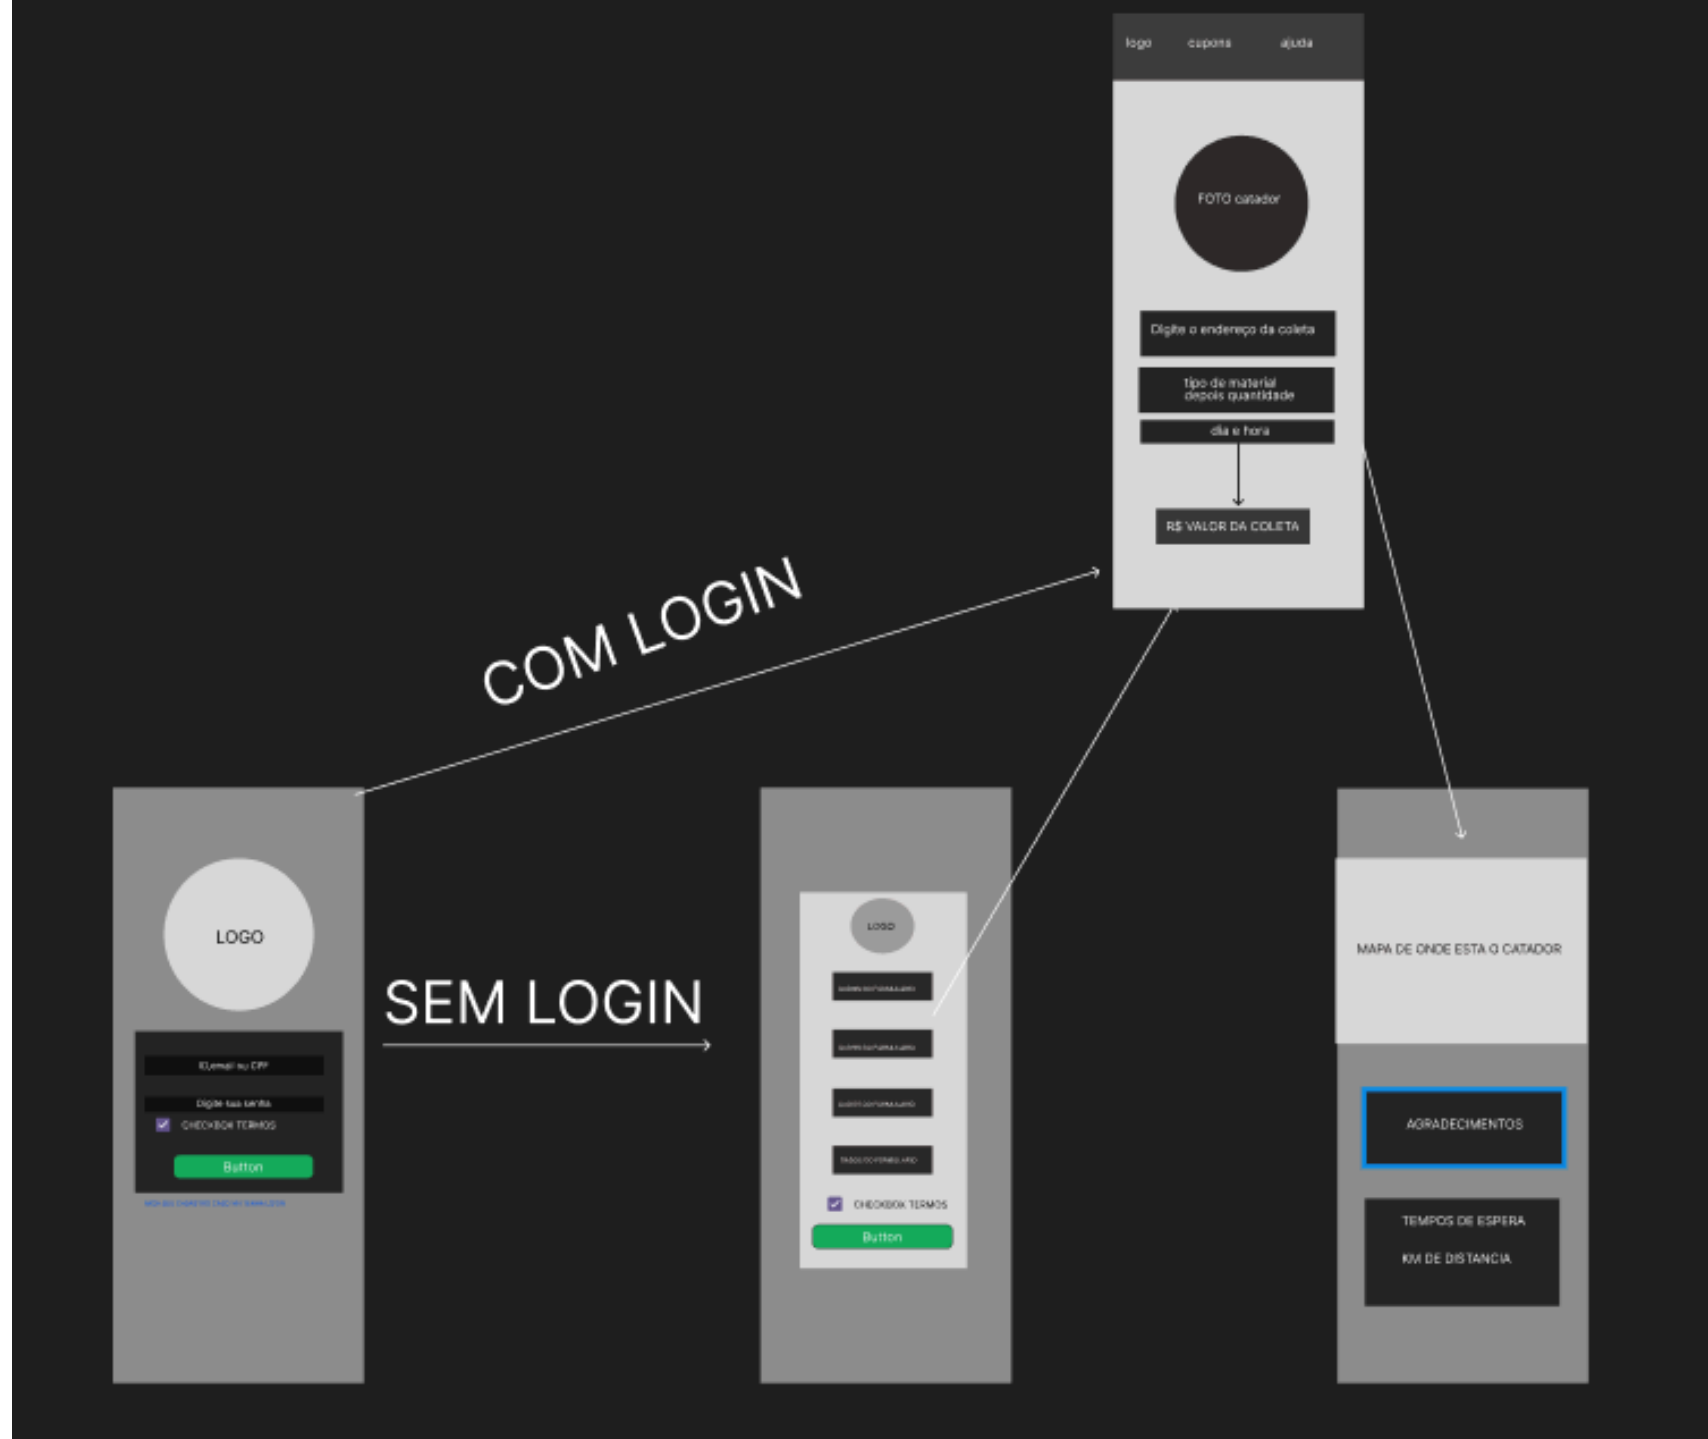 logo cupons ajuda
FOTO catador
Digite o endereço da coleta
tipo de material
depois quantidade
dia e hora
R$ VALOR DA COLETA
COM LOGIN
LOGO
email ou CPF
Digite sua senha
CHECKBOX TERMOS
Button
SEM LOGIN
LOGO
CHECKBOX TERMOS
Button
MAPA DE ONDE ESTA O CATADOR
AGRADECIMENTOS
TEMPOS DE ESPERA
KM DE DISTANCIA